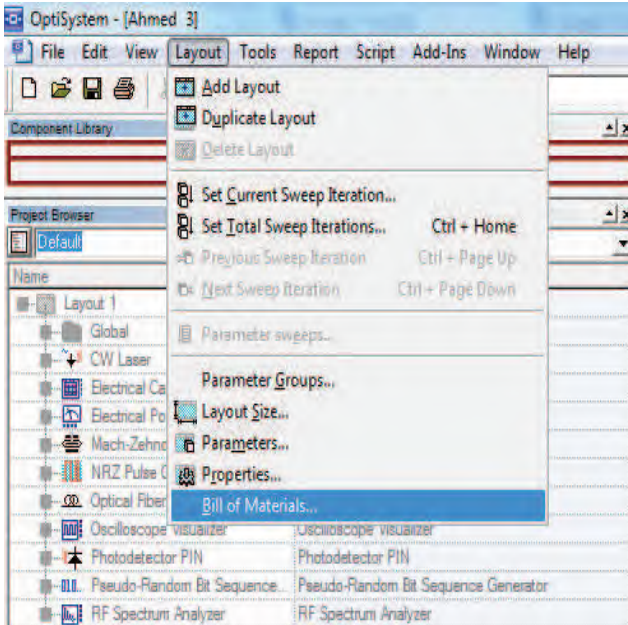 OptiSystem - [Ahmed 3]
File Edit View Layout Tools Report Script Add-Ins Window Help
Add Layout
Duplicate Layout
Delete Layout
Component Library
Set Current Sweep Iteration...
Set Total Sweep Iterations... Ctrl + Home
Previous Sweep Iteration Ctrl + Page Up
Next Sweep Iteration Ctrl + Page Down
Parameter sweeps...
Parameter Groups...
Layout Size...
Parameters...
Properties...
Bill of Materials...
Project Browser
Default
Name
Layout 1
Global
CW Laser
Electrical Ca
Electrical Po
Mach-Zehnd
NRZ Pulse G
Optical Fiber
Oscilloscope Visualizer Oscilloscope Visualizer
Photodetector PIN Photodetector PIN
Pseudo-Random Bit Sequence... Pseudo-Random Bit Sequence Generator
RF Spectrum Analyzer RF Spectrum Analyzer